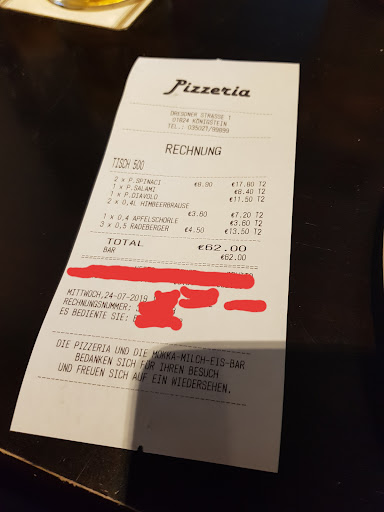 Pizzeria
DRESDNER STRASSE 1
01824 KÖNIGSTEIN
TEL.: 035021/99899
RECHNUNG
TISCH 500
2 x P.SPINACI €8.90 €17.80 T2
1 x P.SALAMI €8.40 T2
1 x P.DIAVOLO €11.50 T2
2 x 0,4L HIMBEERBRAUSE
€3.60 €7.20 T2
1 x 0,4 APFELSCHORLE €3.60 T2
3 x 0,5 RADEBERGER €4.50 €13.50 T2
TOTAL €62.00
BAR €62.00
MITTWOCH,24-07-2019
RECHNUNGSNUMMER:
ES BEDIENTE SIE:
DIE PIZZERIA UND DIE MOKKA-MILCH-EIS-BAR
BEDANKEN SICH FÜR IHREN BESUCH
UND FREUEN SICH AUF EIN WIEDERSEHEN.